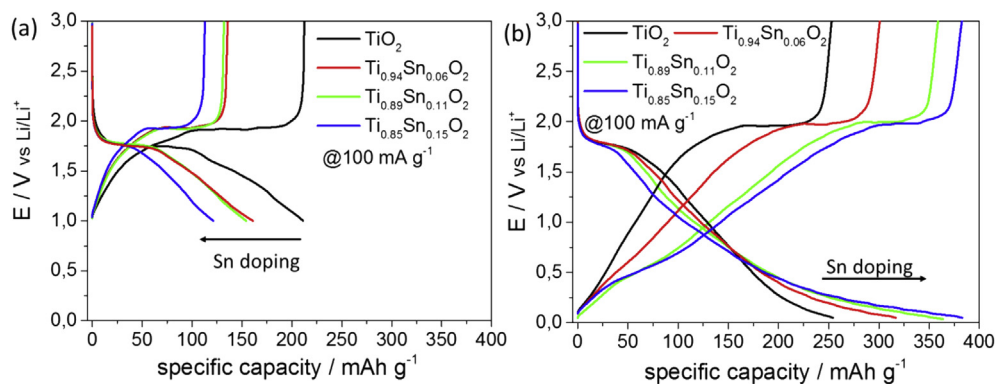 (a)
E / V vs Li/Li⁺
3,0
2,5
2,0
1,5
1,0
0,5
0,0
TiO₂
Ti₀.₉₄Sn₀.₀₆O₂
Ti₀.₈₉Sn₀.₁₁O₂
Ti₀.₈₅Sn₀.₁₅O₂
@100 mA g⁻¹
Sn doping
0 50 100 150 200 250 300 350 400
specific capacity / mAh g⁻¹
(b)
E / V vs Li/Li⁺
3,0
2,5
2,0
1,5
1,0
0,5
0,0
TiO₂ Ti₀.₉₄Sn₀.₀₆O₂
Ti₀.₈₉Sn₀.₁₁O₂
Ti₀.₈₅Sn₀.₁₅O₂
@100 mA g⁻¹
Sn doping
0 50 100 150 200 250 300 350 400
specific capacity / mAh g⁻¹